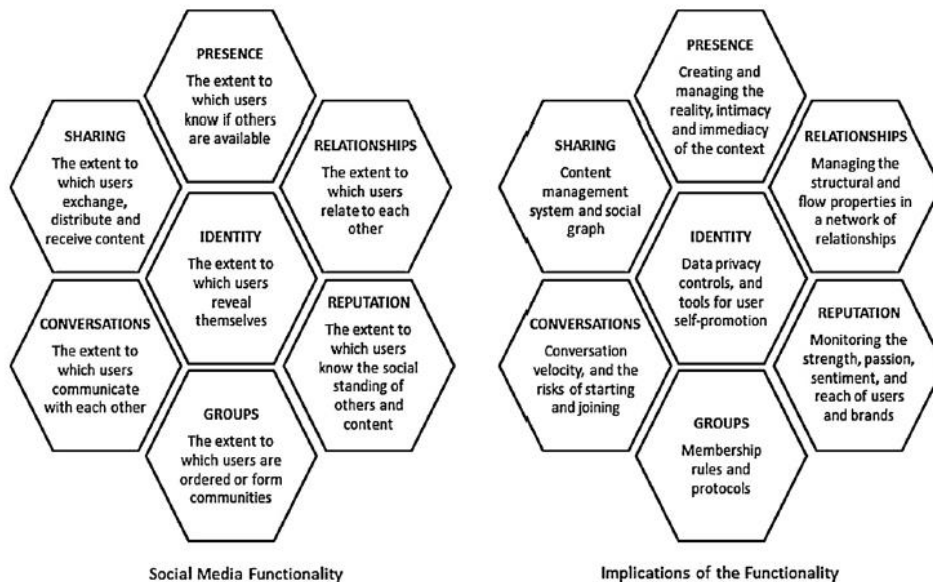 PRESENCE
The extent to
which users
know if others
are available
SHARING
The extent to
which users
exchange,
distribute and
receive content
RELATIONSHIPS
The extent to
which users
relate to each
other
IDENTITY
The extent to
which users
reveal
themselves
CONVERSATIONS
The extent to
which users
communicate
with each other
REPUTATION
The extent to
which users
know the social
standing of
others and
content
GROUPS
The extent to
which users are
ordered or form
communities
Social Media Functionality
PRESENCE
Creating and
managing the
reality, intimacy
and immediacy
of the context
SHARING
Content
management
system and social
graph
RELATIONSHIPS
Managing the
structural and
flow properties in
a network of
relationships
IDENTITY
Data privacy
controls, and
tools for user
self-promotion
CONVERSATIONS
Conversation
velocity, and the
risks of starting
and joining
REPUTATION
Monitoring the
strength, passion,
sentiment, and
reach of users
and brands
GROUPS
Membership
rules and
protocols
Implications of the Functionality